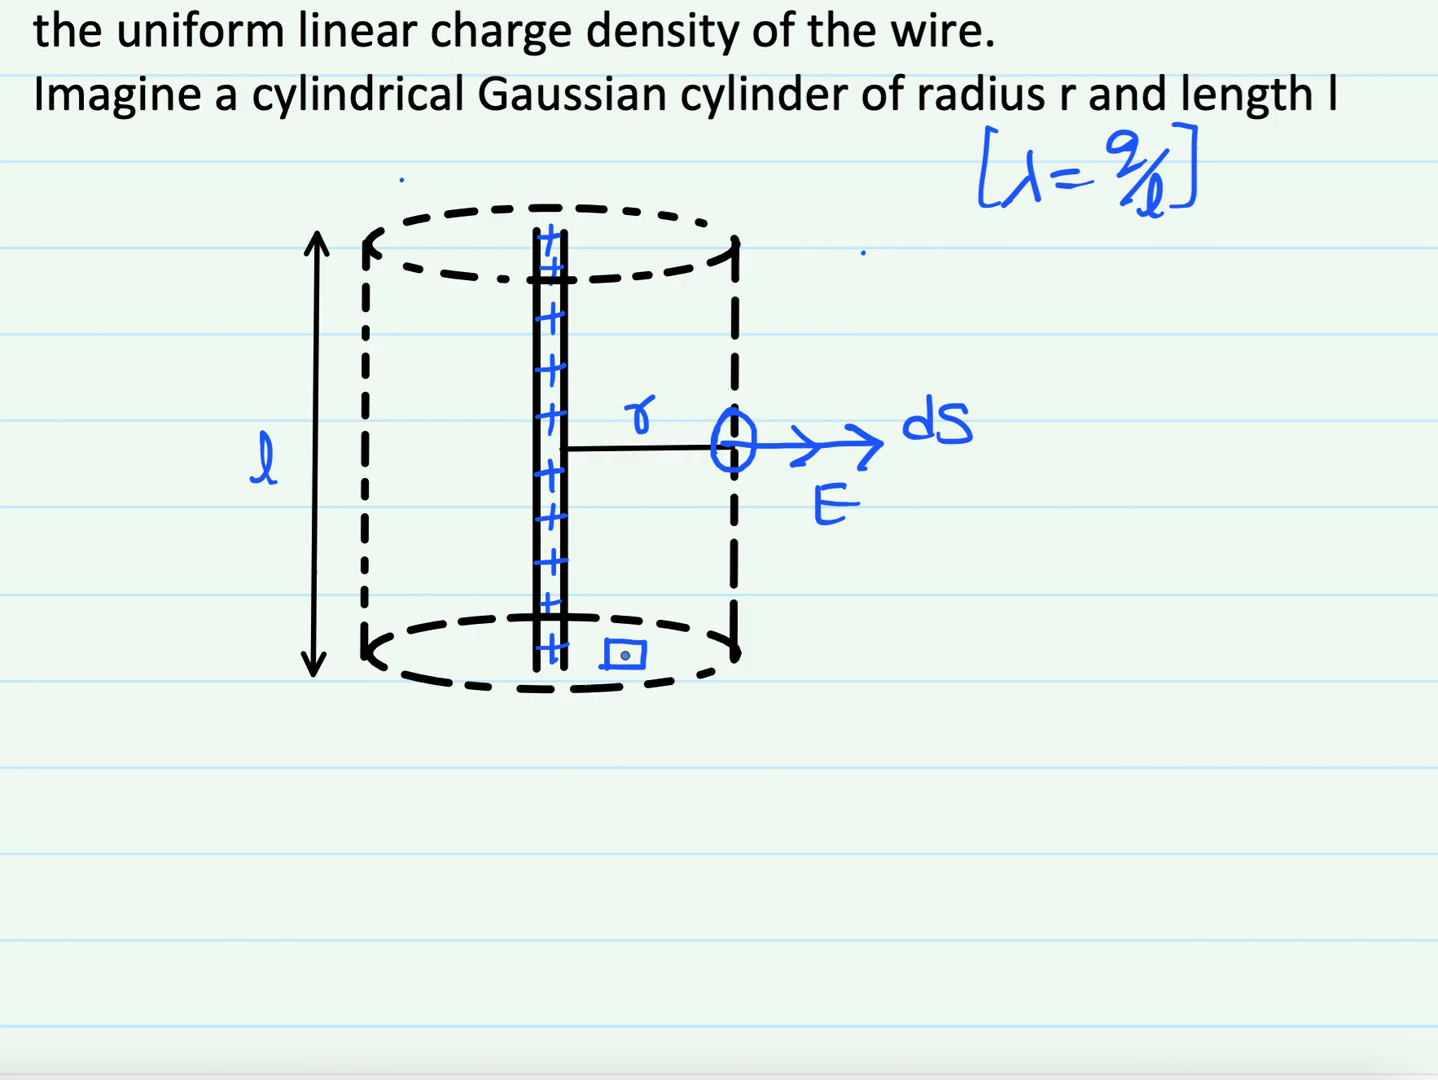 the uniform linear charge density of the wire.
Imagine a cylindrical Gaussian cylinder of radius r and length l
[λ = q/l]
r
dS
l
E